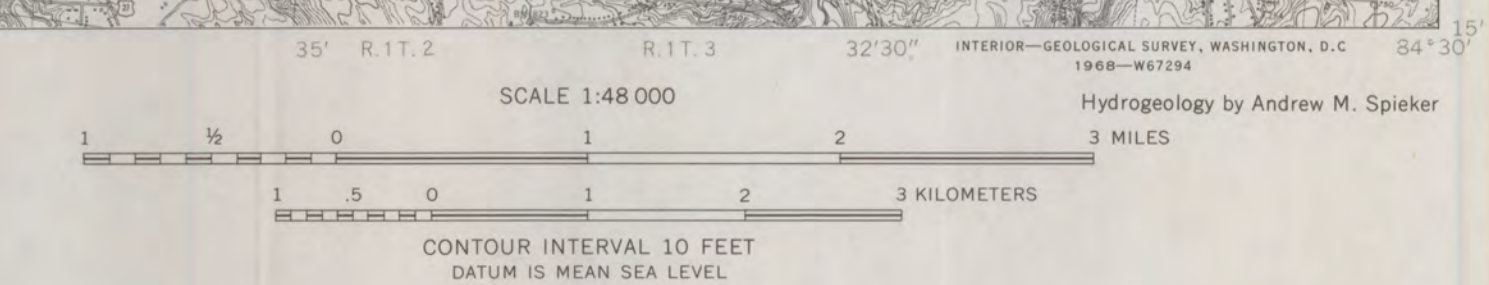 15'
35' R.1 T.2 R.1 T.3 32'30" INTERIOR—GEOLOGICAL SURVEY, WASHINGTON, D.C 84°30'
1968—W67294
SCALE 1:48 000
Hydrogeology by Andrew M. Spieker
1 ½ 0 1 2 3 MILES
1 .5 0 1 2 3 KILOMETERS
CONTOUR INTERVAL 10 FEET
DATUM IS MEAN SEA LEVEL